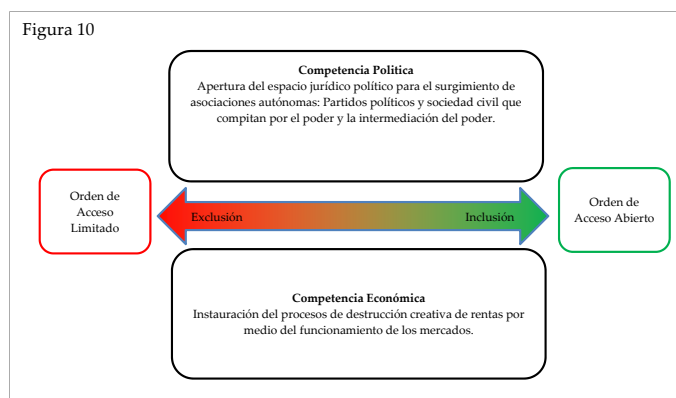 Figura 10
Competencia Politica
Apertura del espacio jurídico político para el surgimiento de
asociaciones autónomas: Partidos políticos y sociedad civil que
compitan por el poder y la intermediación del poder.
Orden de
Acceso
Limitado
Exclusión
Inclusión
Orden de
Acceso Abierto
Competencia Económica
Instauración del procesos de destrucción creativa de rentas por
medio del funcionamiento de los mercados.